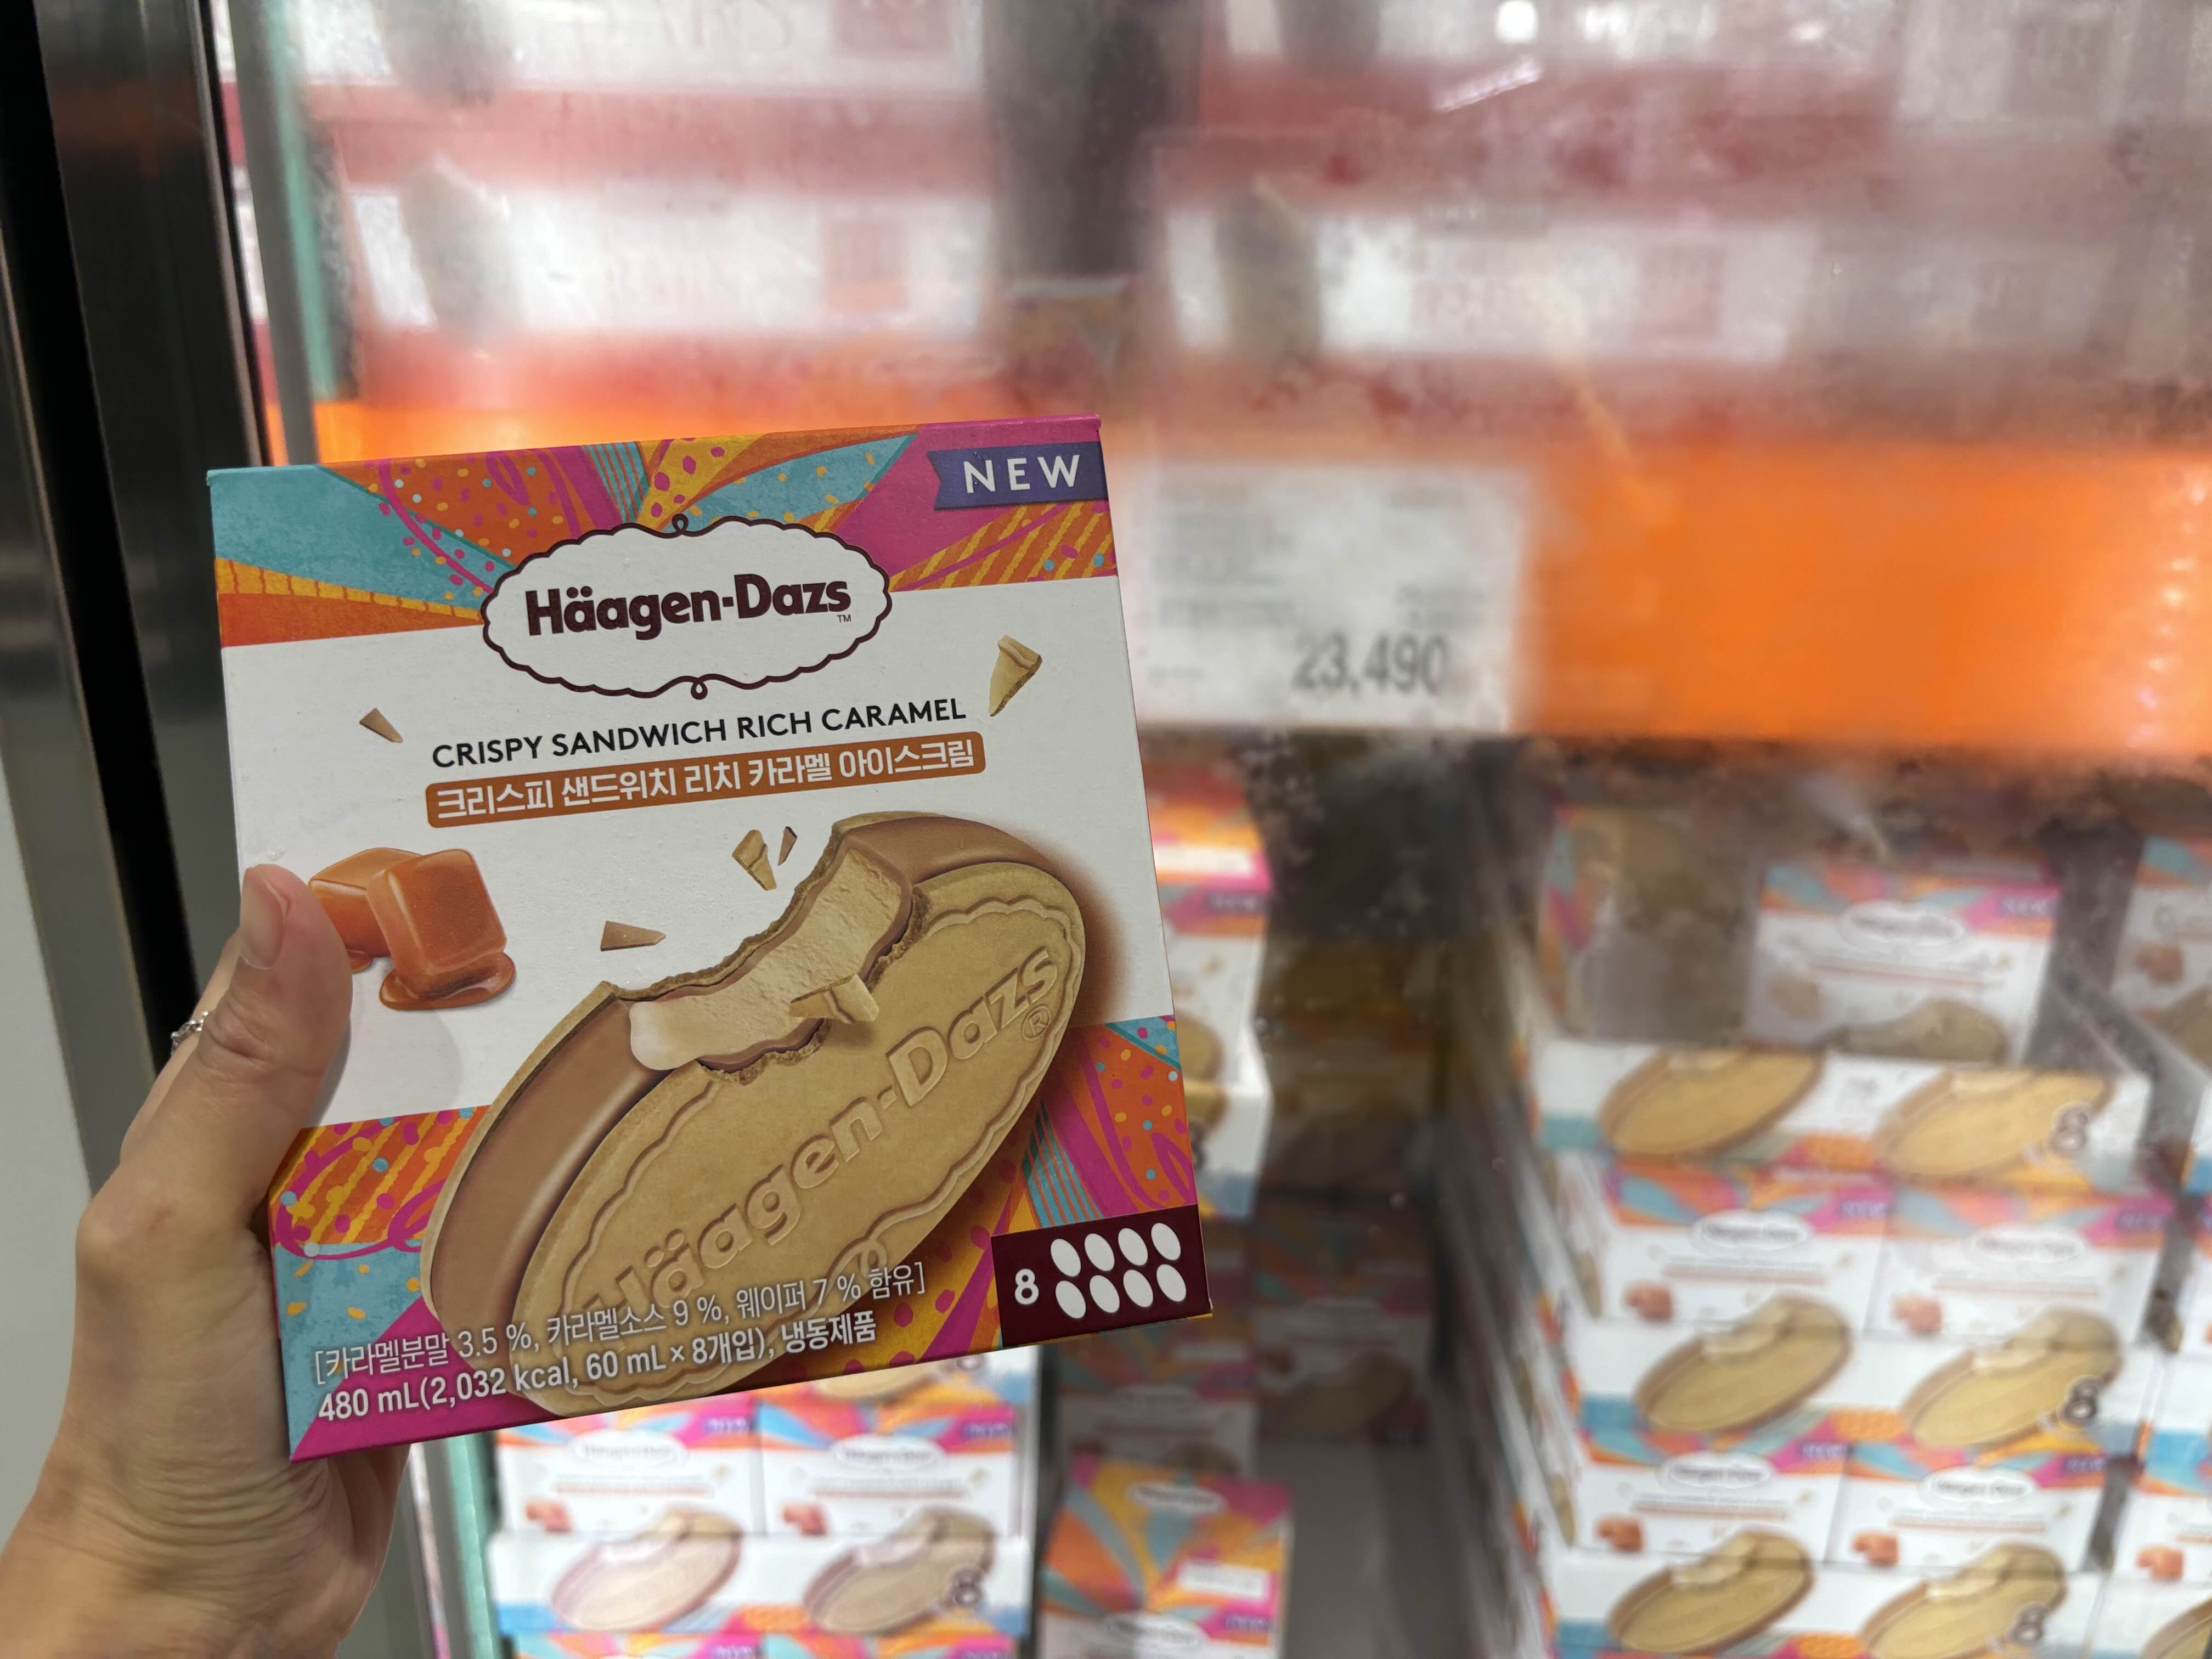 NEW
Häagen-Dazs
TM
CRISPY SANDWICH RICH CARAMEL
크리스피 샌드위치 리치 카라멜 아이스크림
Häagen-Dazs®
[카라멜분말 3.5 %, 카라멜소스 9 %, 웨이퍼 7 % 함유]
480 mL(2,032 kcal, 60 mL × 8개입), 냉동제품
8
23,490